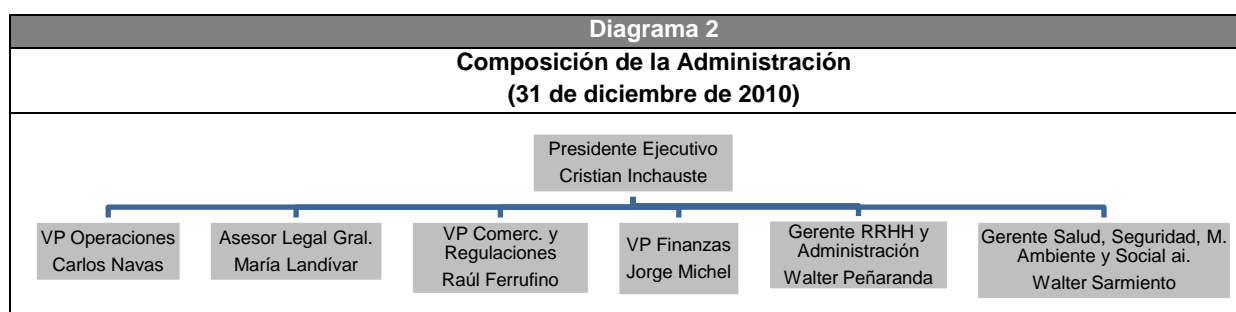 Diagrama 2
Composición de la Administración
(31 de diciembre de 2010)
Presidente Ejecutivo
Cristian Inchauste
VP Operaciones
Carlos Navas
Asesor Legal Gral.
María Landívar
VP Comerc. y
Regulaciones
Raúl Ferrufino
VP Finanzas
Jorge Michel
Gerente RRHH y
Administración
Walter Peñaranda
Gerente Salud, Seguridad, M.
Ambiente y Social ai.
Walter Sarmiento